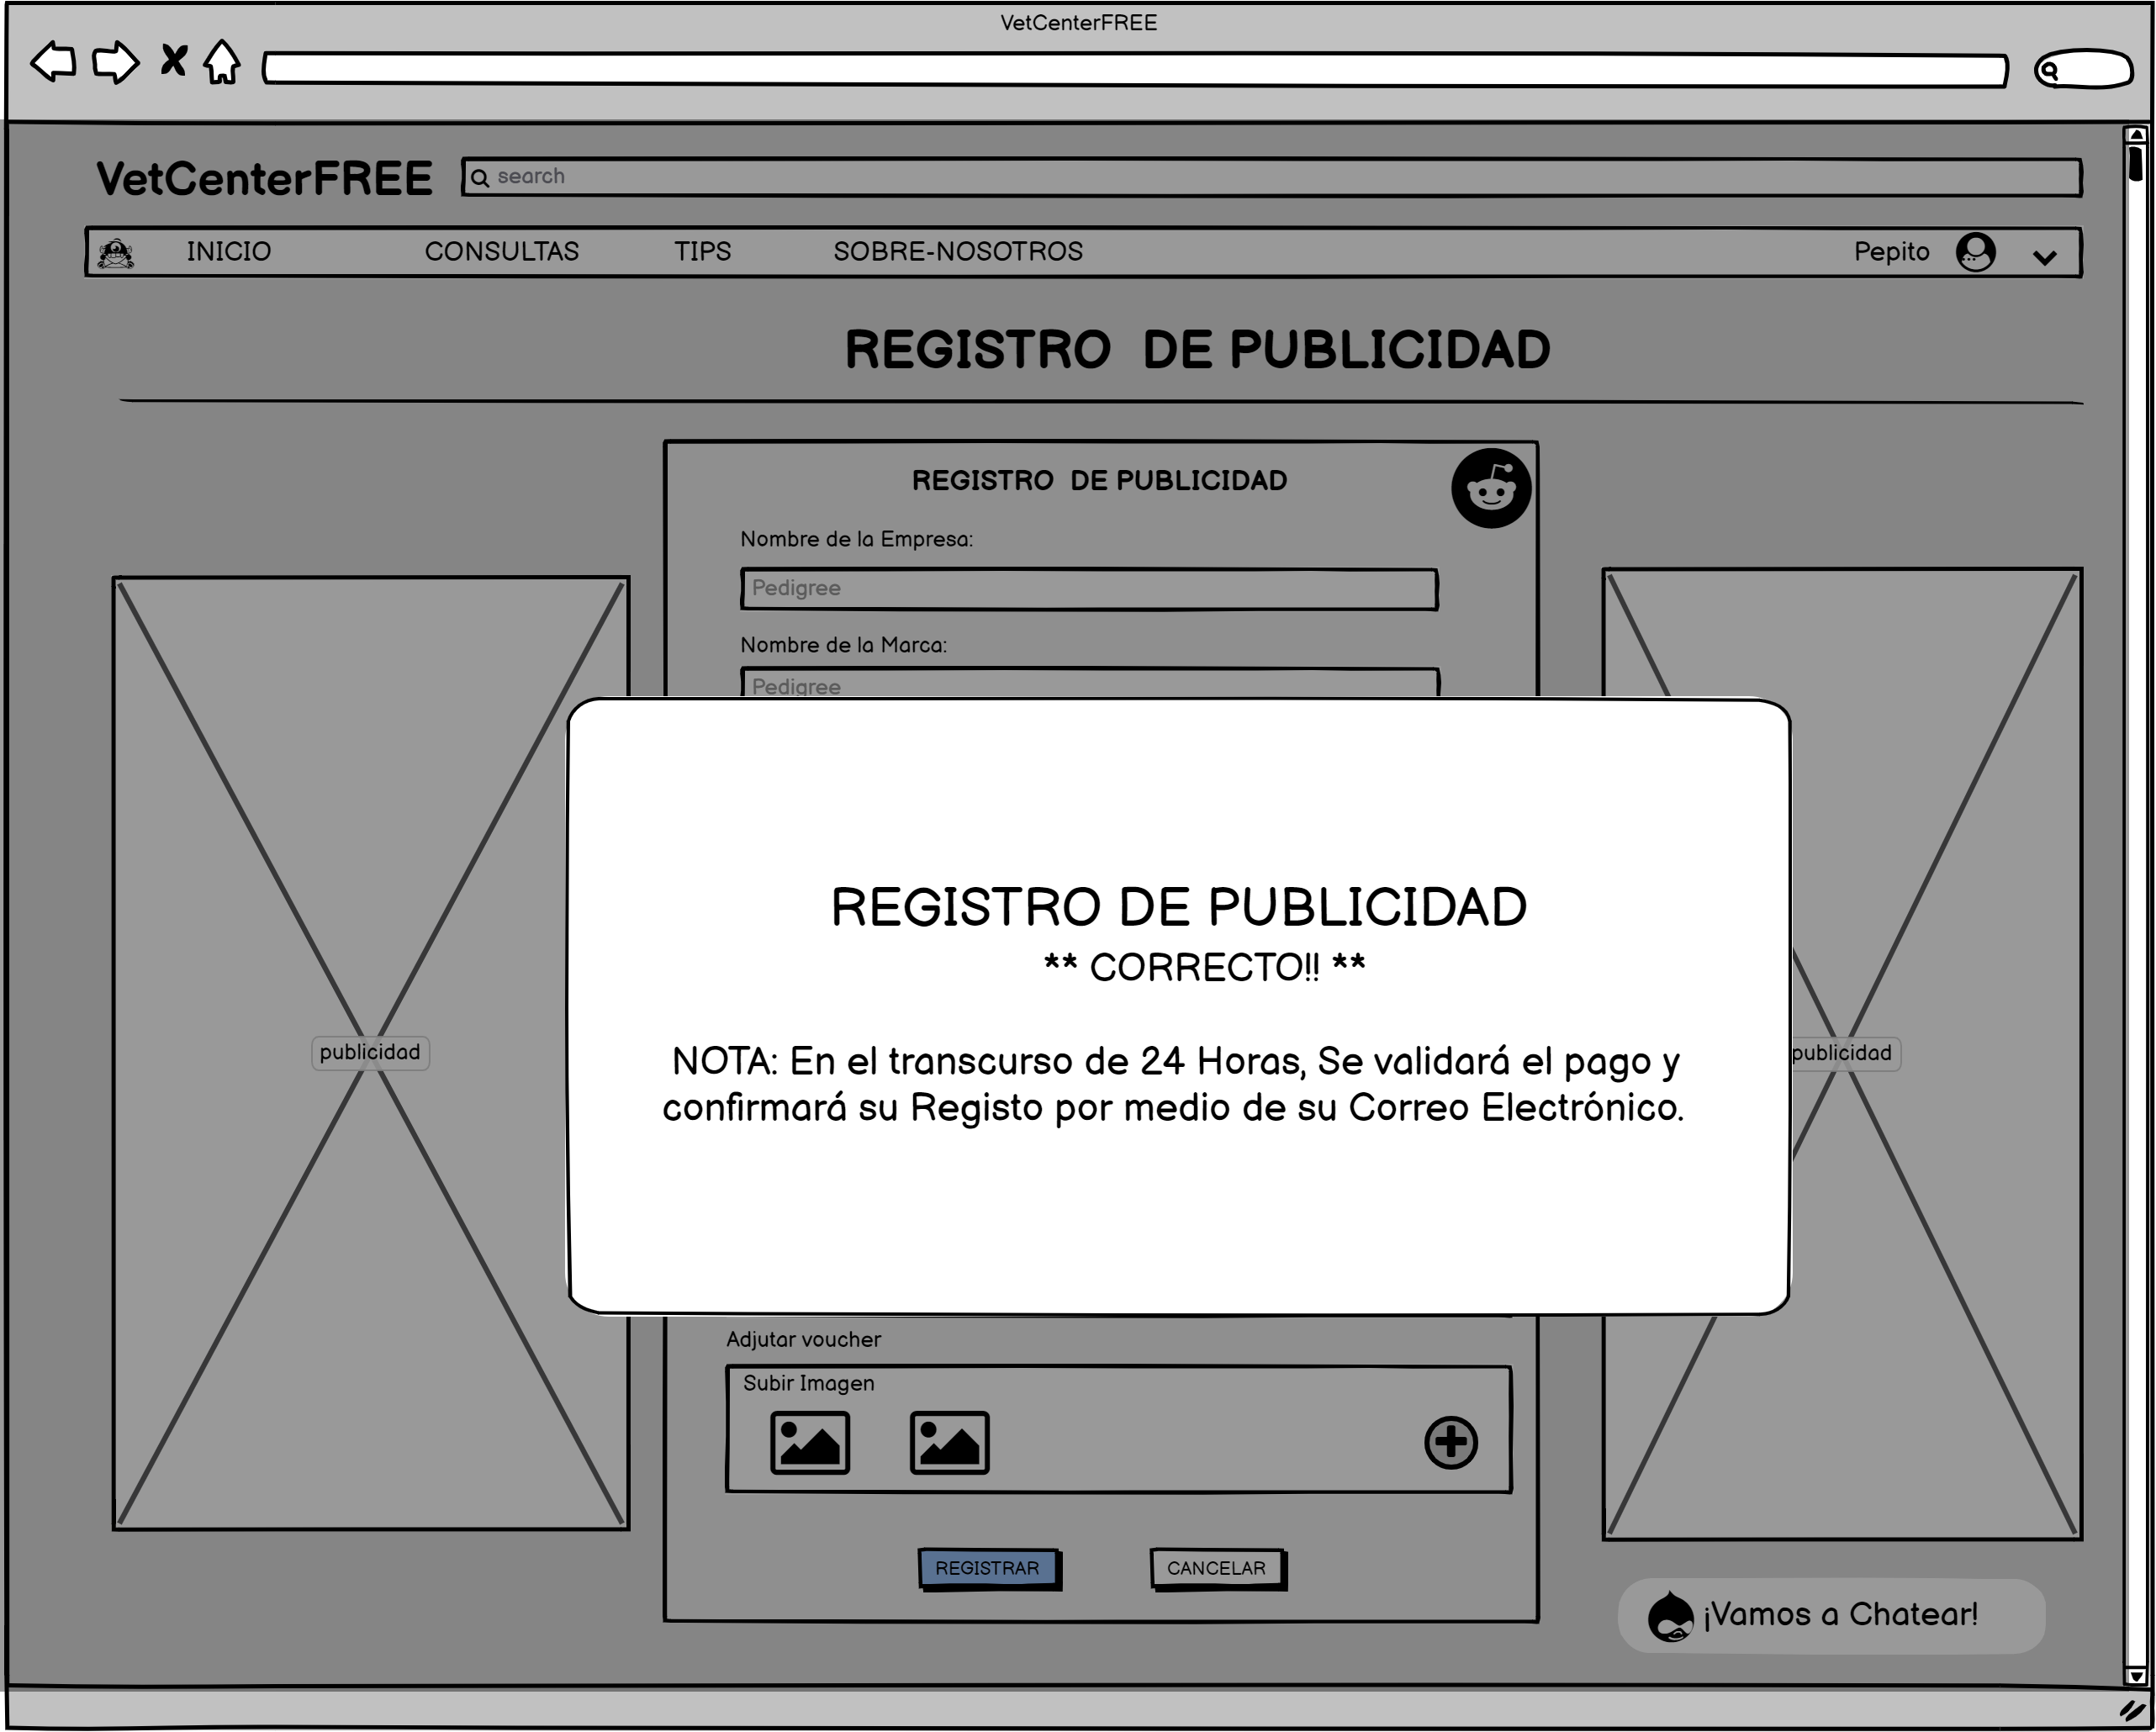 VetCenterFREE
VetCenterFREE
search
INICIO CONSULTAS TIPS SOBRE-NOSOTROS Pepito
REGISTRO DE PUBLICIDAD
REGISTRO DE PUBLICIDAD
Nombre de la Empresa:
Pedigree
Nombre de la Marca:
Pedigree
REGISTRO DE PUBLICIDAD
** CORRECTO!! **
NOTA: En el transcurso de 24 Horas, Se validará el pago y
confirmará su Registo por medio de su Correo Electrónico.
publicidad
publicidad
Adjutar voucher
Subir Imagen
REGISTRAR
CANCELAR
¡Vamos a Chatear!